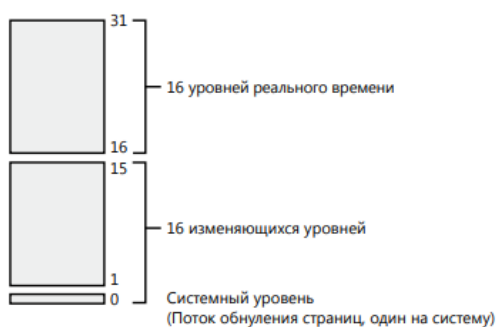 31
16 уровней реального времени
16
15
16 изменяющихся уровней
1
0
Системный уровень
(Поток обнуления страниц, один на систему)